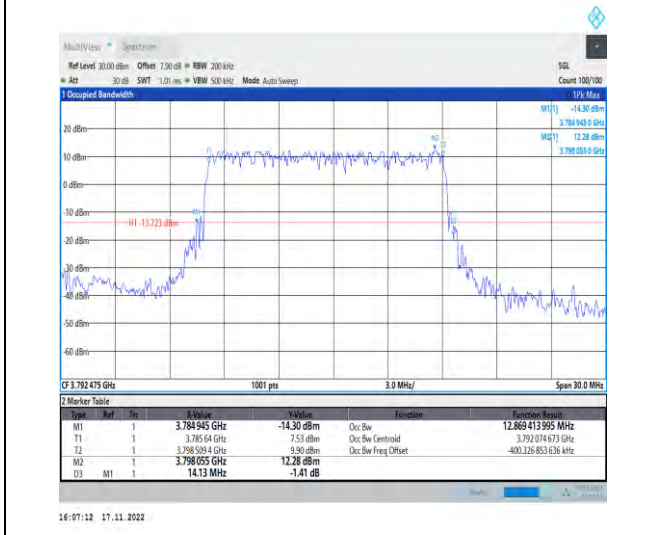 MultiView Spectrum
Ref Level 30.00 dBm Offset 7.90 dB RBW 200 kHz SGL
Att 30 dB SWT 1.01 ms VBW 500 kHz Mode Auto Sweep Count 100/100
1 Occupied Bandwidth 1Pk Max
M1[1] -14.30 dBm
3.784 945 0 GHz
M2[1] 12.28 dBm
3.798 055 0 GHz
20 dBm
M2
10 dBm
0 dBm
-10 dBm
H1 -13.723 dBm
-20 dBm
-30 dBm
-40 dBm
-50 dBm
-60 dBm
CF 3.792 475 GHz 1001 pts 3.0 MHz/ Span 30.0 MHz
2 Marker Table
Type Ref Trc X-Value Y-Value Function Function Result
M1 1 3.784945 GHz -14.30 dBm Occ Bw 12.869 413 995 MHz
T1 1 3.785 64 GHz 7.53 dBm Occ Bw Centroid 3.792 074 673 GHz
T2 1 3.798 509 4 GHz 9.90 dBm Occ Bw Freq Offset -400.326 853 636 kHz
M2 1 3.798 055 GHz 12.28 dBm
D3 M1 1 14.13 MHz -1.41 dB
16:07:12 17.11.2022